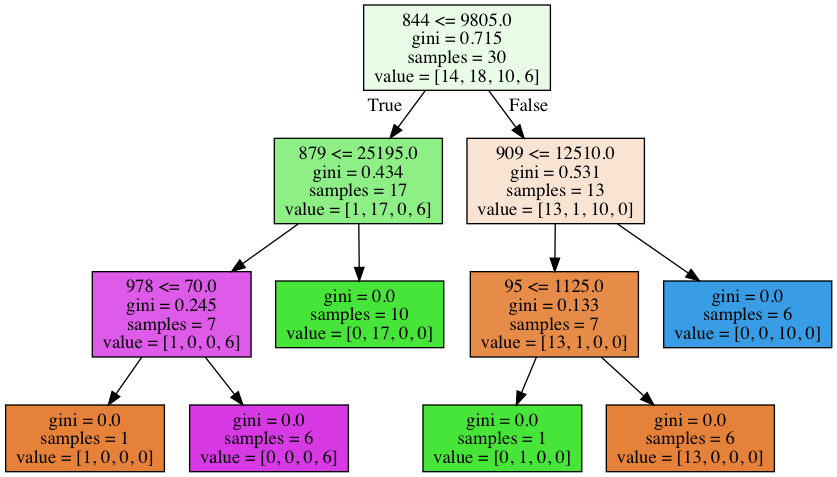 844 <= 9805.0
gini = 0.715
samples = 30
value = [14, 18, 10, 6]
True
False
879 <= 25195.0
gini = 0.434
samples = 17
value = [1, 17, 0, 6]
909 <= 12510.0
gini = 0.531
samples = 13
value = [13, 1, 10, 0]
978 <= 70.0
gini = 0.245
samples = 7
value = [1, 0, 0, 6]
gini = 0.0
samples = 10
value = [0, 17, 0, 0]
95 <= 1125.0
gini = 0.133
samples = 7
value = [13, 1, 0, 0]
gini = 0.0
samples = 6
value = [0, 0, 10, 0]
gini = 0.0
samples = 1
value = [1, 0, 0, 0]
gini = 0.0
samples = 6
value = [0, 0, 0, 6]
gini = 0.0
samples = 1
value = [0, 1, 0, 0]
gini = 0.0
samples = 6
value = [13, 0, 0, 0]